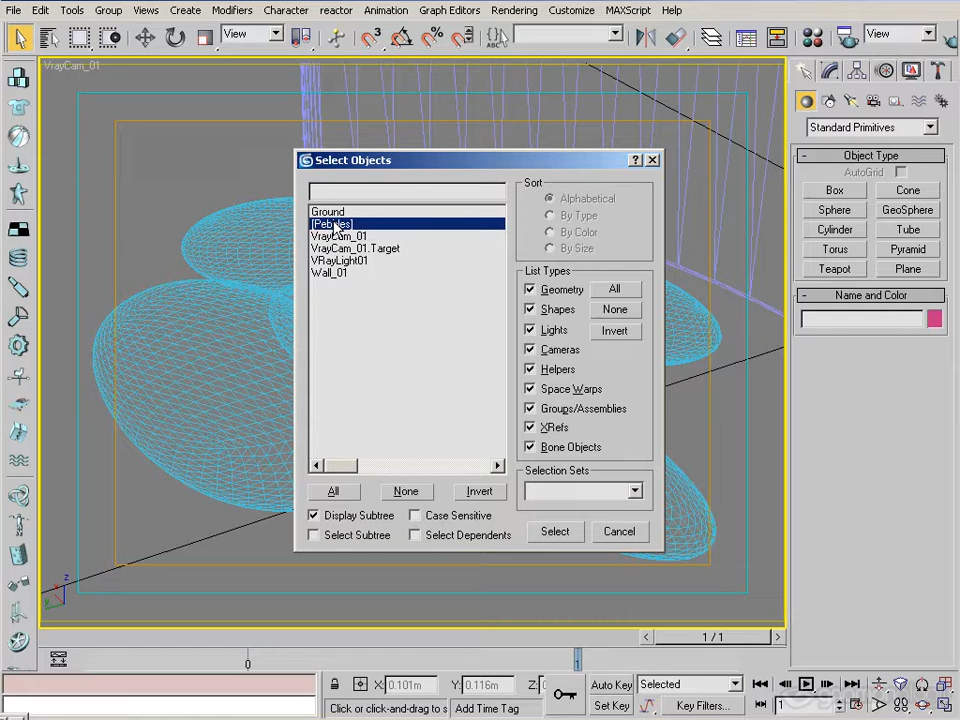 File Edit Tools Group Views Create Modifiers Character reactor Animation Graph Editors Rendering Customize MAXScript Help
View
View
VrayCam_01
Select Objects
Ground
[Pebbles]
VrayCam_01
VrayCam_01.Target
VRayLight01
Wall_01
Sort
Alphabetical
By Type
By Color
By Size
List Types:
Geometry All
Shapes None
Lights Invert
Cameras
Helpers
Space Warps
Groups/Assemblies
XRefs
Bone Objects
Selection Sets
All None Invert
Display Subtree Case Sensitive
Select Subtree Select Dependents
Select Cancel
Standard Primitives
- Object Type
AutoGrid
Box Cone
Sphere GeoSphere
Cylinder Tube
Torus Pyramid
Teapot Plane
- Name and Color
z
y
< 1 / 1 >
0 1
X: 0.101m Y: 0.116m Z:
Auto Key Selected
Click or click-and-drag to s Add Time Tag Set Key Key Filters... 1